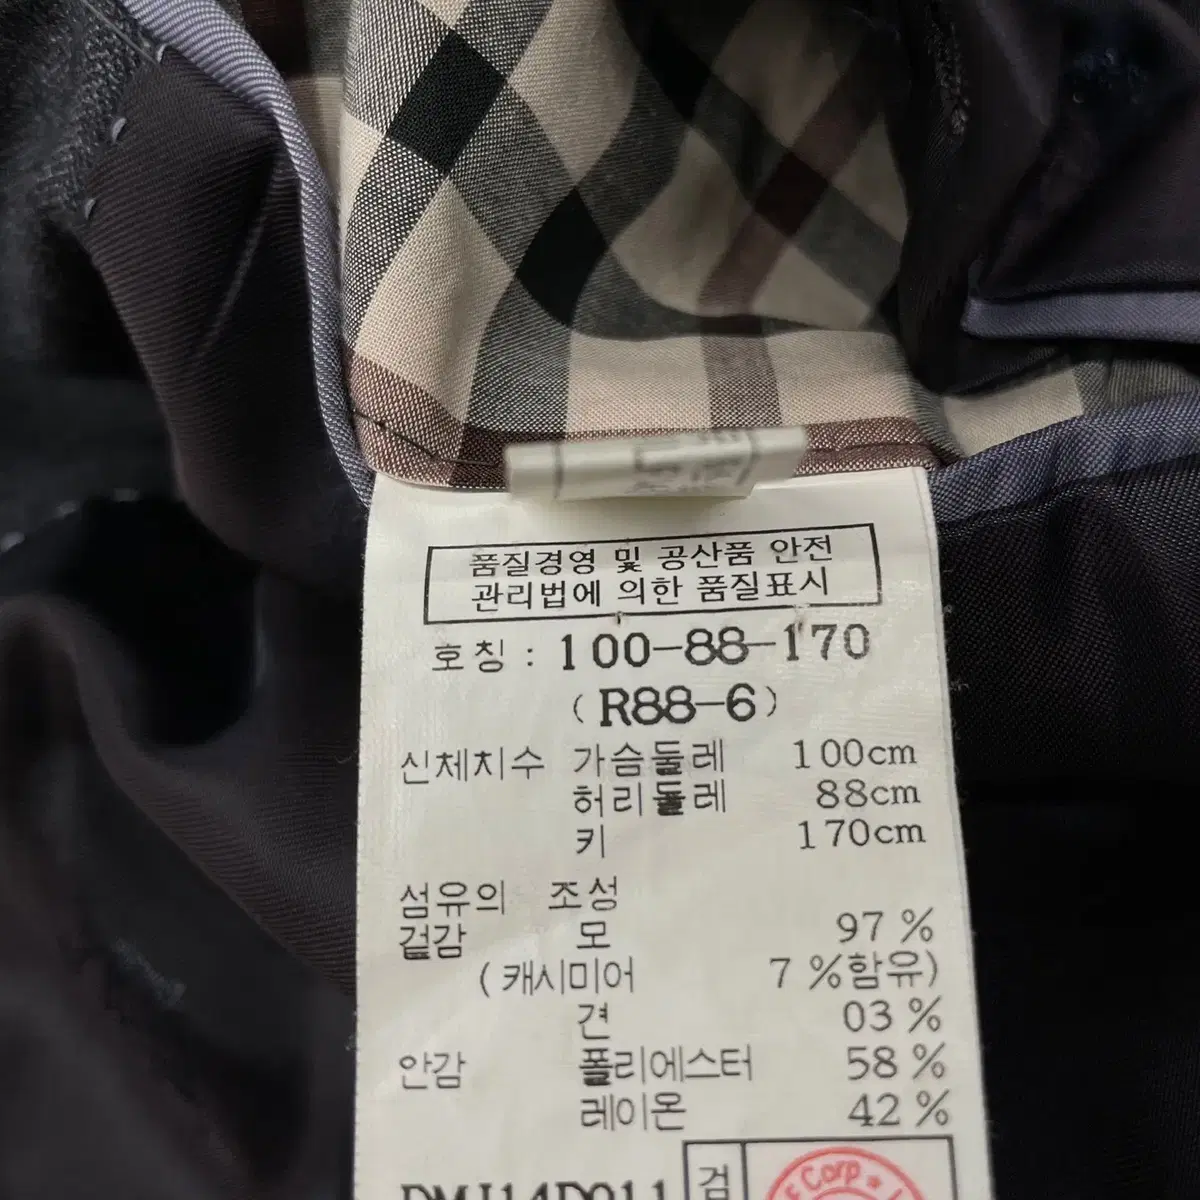 품질경영 및 공산품 안전
관리법에 의한 품질표시
호칭 : 100-88-170
(R88-6)
신체치수 가슴둘레 100cm
허리둘레 88cm
키 170cm
섬유의 조성
겉감 모 97 %
(캐시미어 7 %함유)
견 03 %
안감 폴리에스터 58 %
레이온 42 %
검
Corp